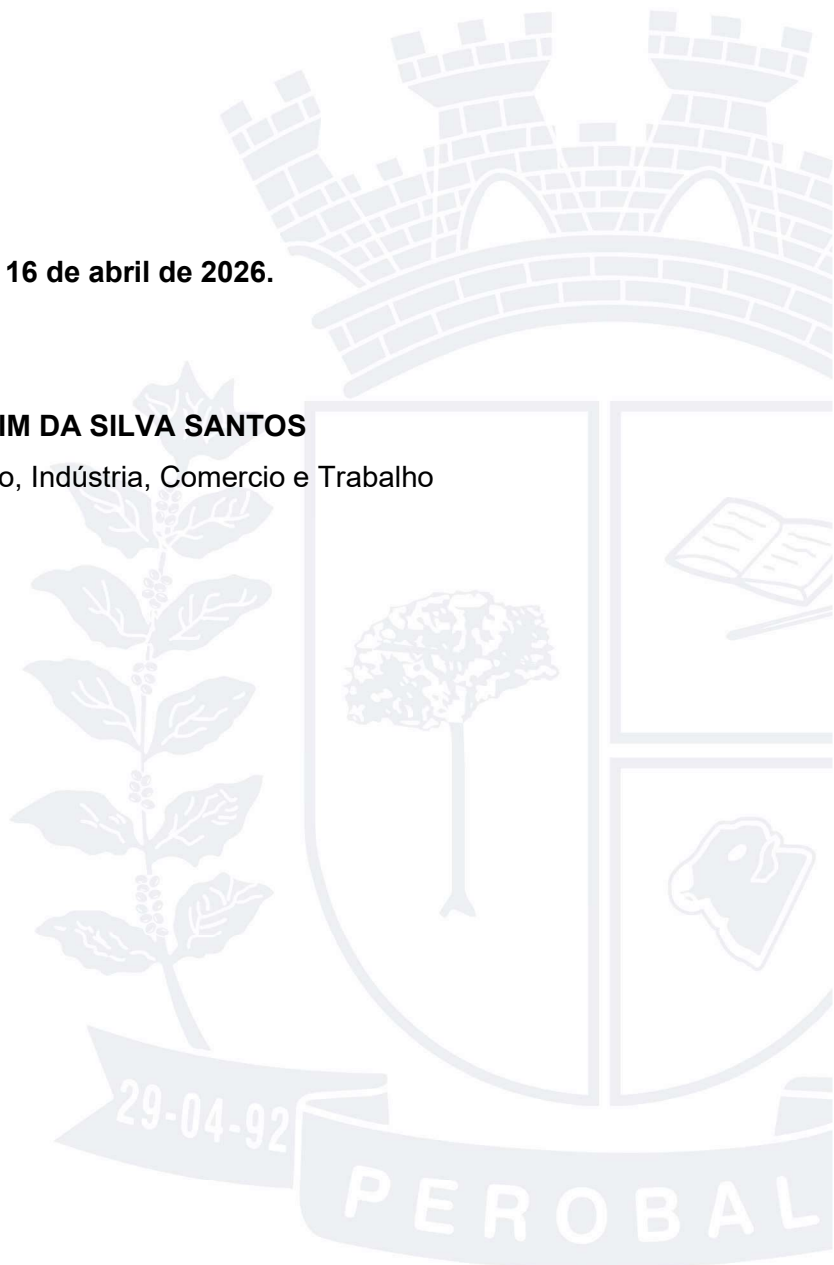 16 de abril de 2026.
IM DA SILVA SANTOS
o, Indústria, Comercio e Trabalho
29-04-92
PEROBAL